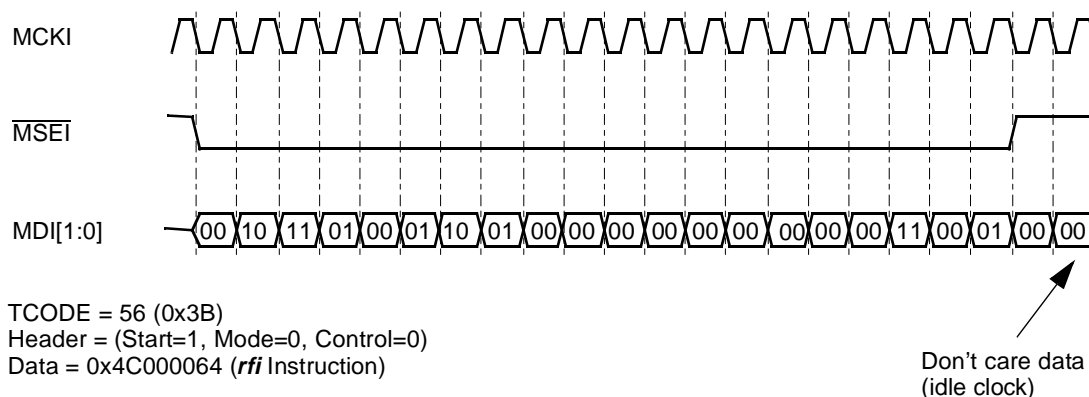 MCKI
MSEI
MDI[1:0] 00 10 11 01 00 01 10 01 00 00 00 00 00 00 00 00 00 11 00 01 00 00
TCODE = 56 (0x3B)
Header = (Start=1, Mode=0, Control=0)
Data = 0x4C000064 (rfi Instruction)
Don't care data
(idle clock)